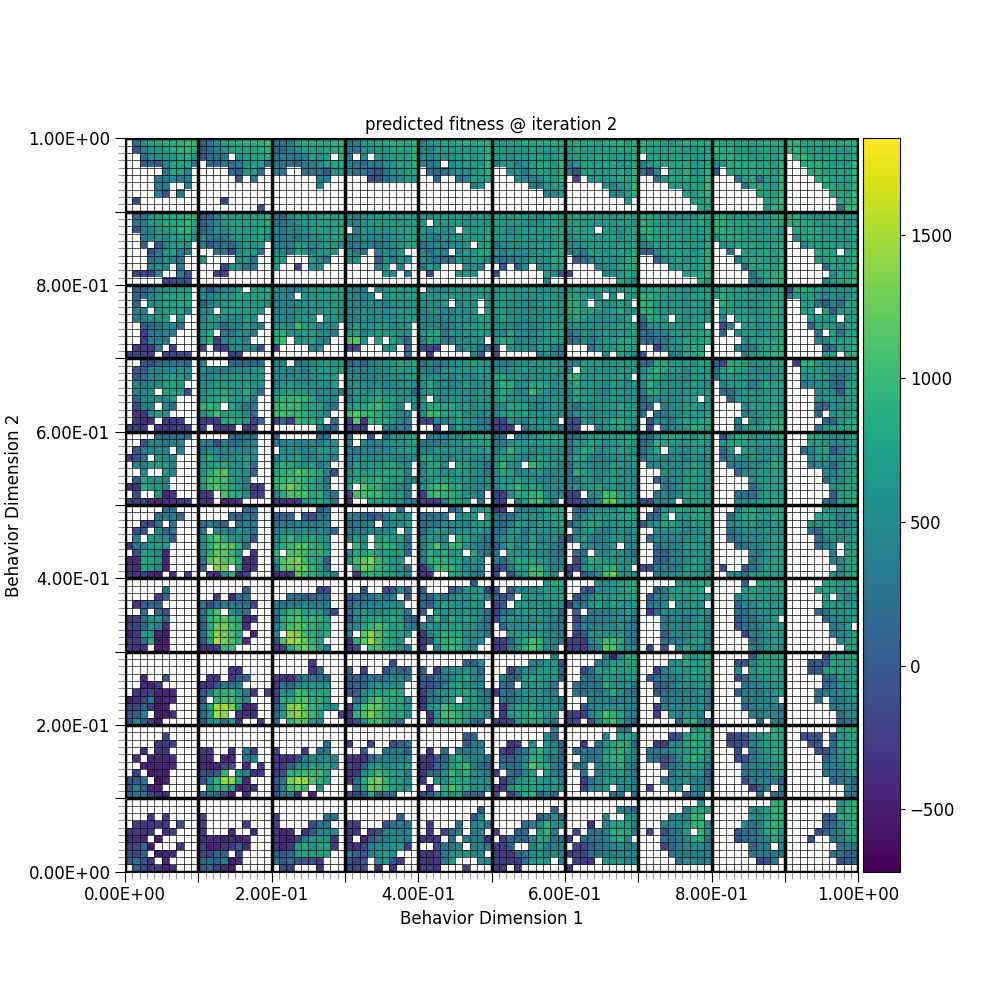 predicted fitness @ iteration 2
1.00E+00
8.00E-01
6.00E-01
4.00E-01
2.00E-01
0.00E+00
Behavior Dimension 2
0.00E+00 2.00E-01 4.00E-01 6.00E-01 8.00E-01 1.00E+00
Behavior Dimension 1
1500
1000
500
0
−500